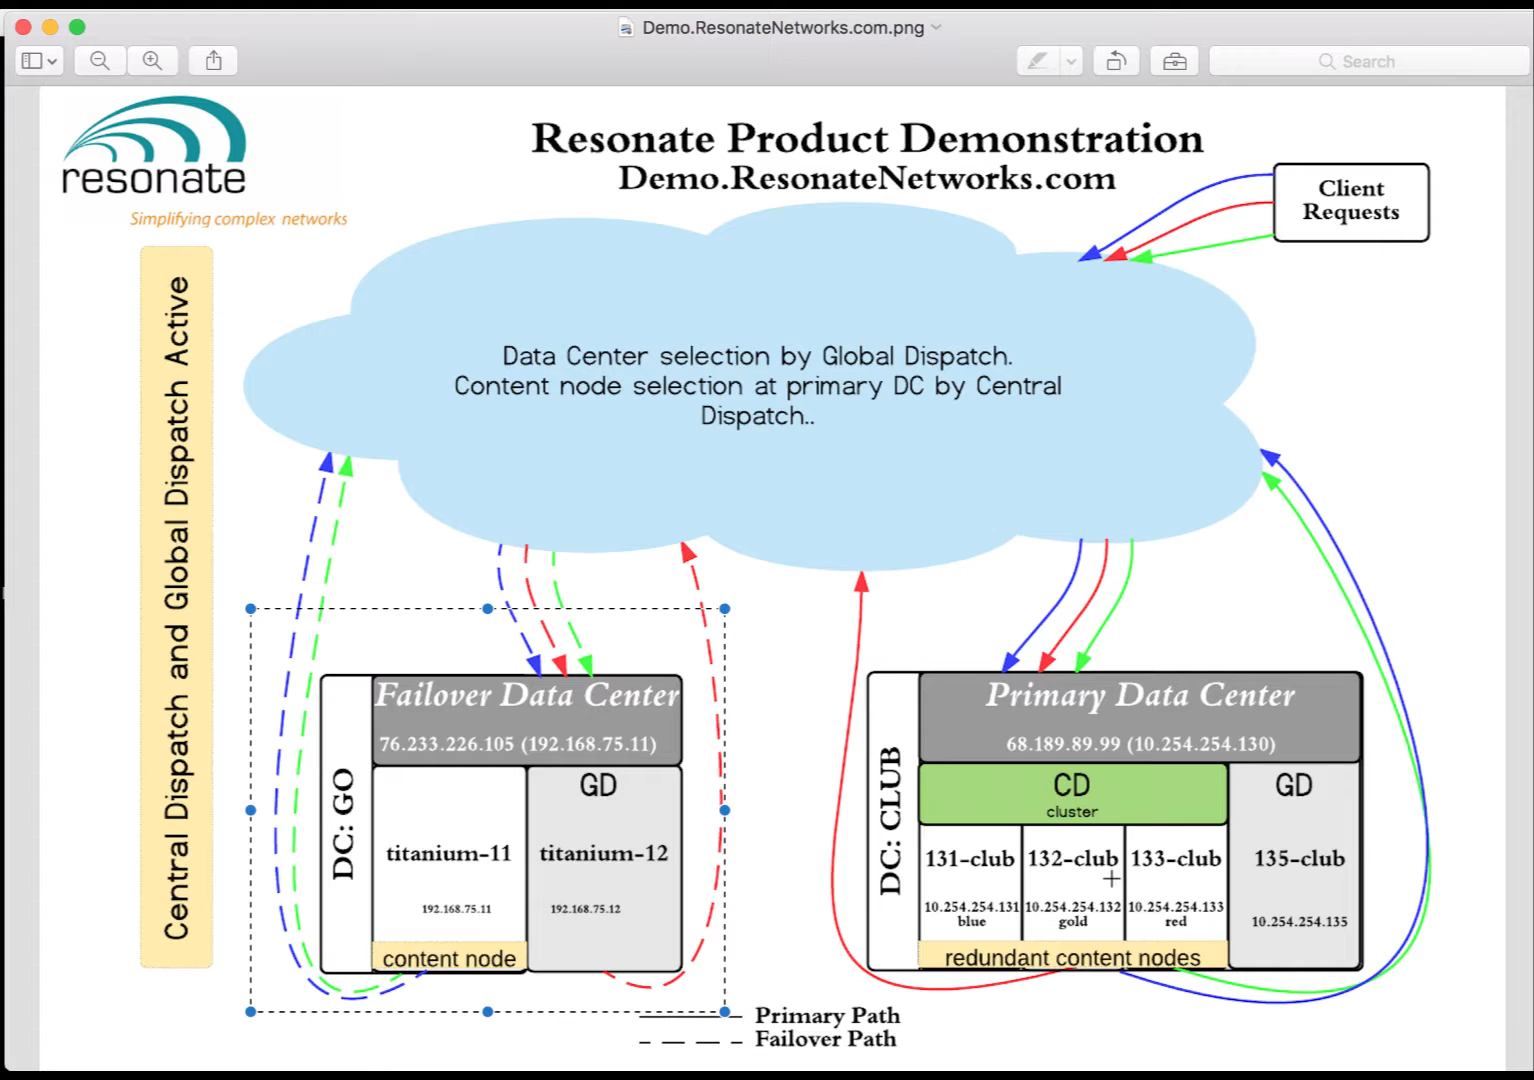 Demo.ResonateNetworks.com.png
Search
resonate
Simplifying complex networks
Resonate Product Demonstration
Demo.ResonateNetworks.com
Client
Requests
Central Dispatch and Global Dispatch Active
Data Center selection by Global Dispatch.
Content node selection at primary DC by Central
Dispatch..
DC: GO
Failover Data Center
76.233.226.105 (192.168.75.11)
GD
titanium-11
titanium-12
192.168.75.11
192.168.75.12
content node
DC: CLUB
Primary Data Center
68.189.89.99 (10.254.254.130)
CD
cluster
GD
131-club
132-club
133-club
135-club
10.254.254.131
blue
10.254.254.132
gold
10.254.254.133
red
10.254.254.135
redundant content nodes
Primary Path
Failover Path